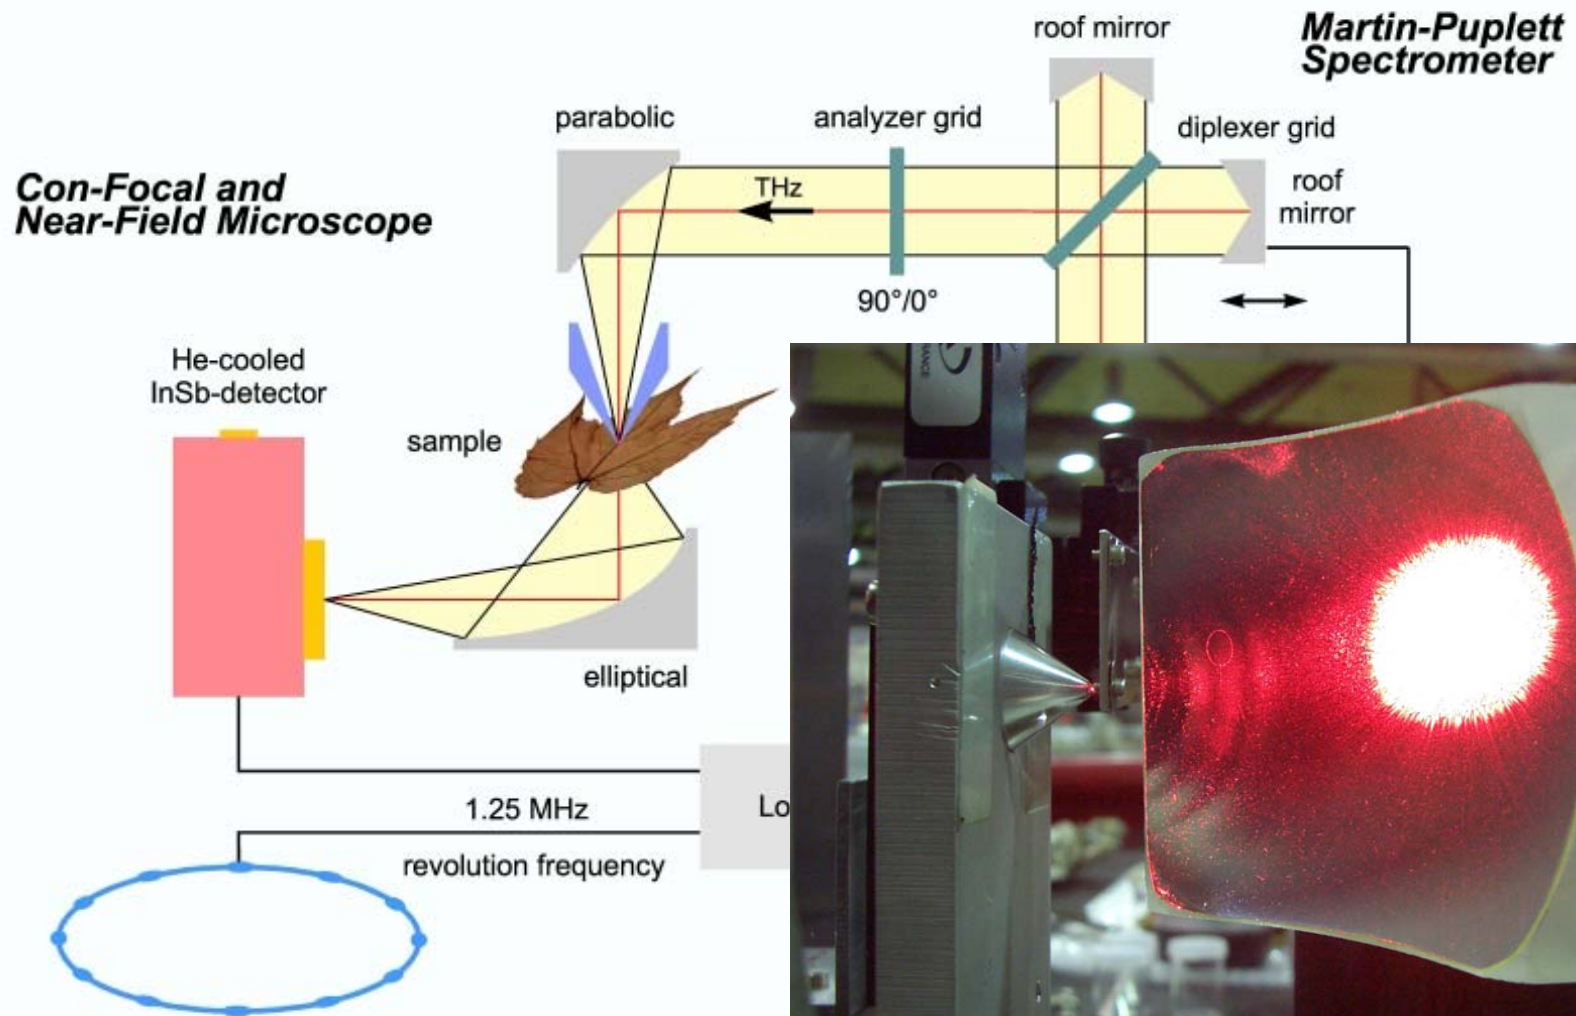 Martin-Puplett
Spectrometer
roof mirror
parabolic
analyzer grid
diplexer grid
roof
mirror
THz
Con-Focal and
Near-Field Microscope
90°/0°
He-cooled
InSb-detector
sample
elliptical
1.25 MHz
Lo
revolution frequency